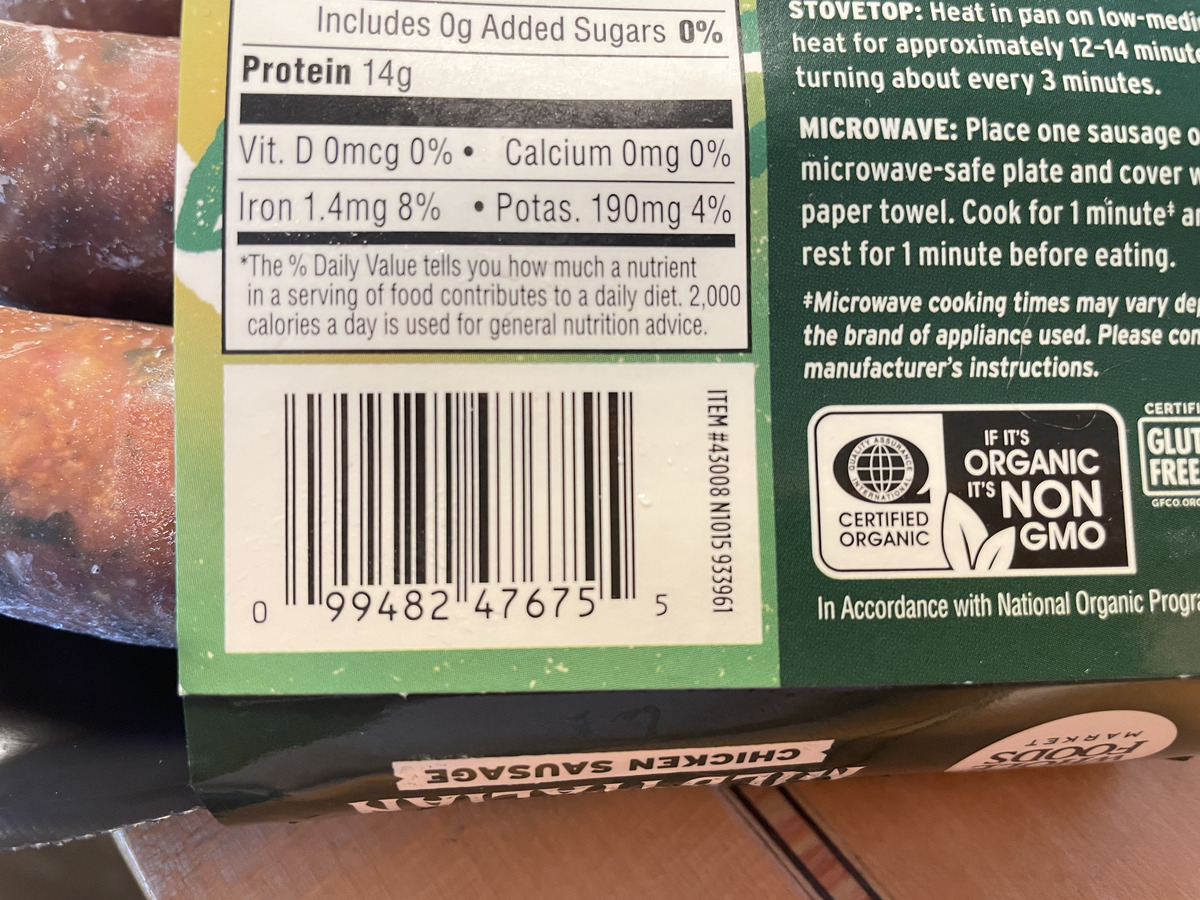 Includes 0g Added Sugars 0%
Protein 14g
Vit. D 0mcg 0% • Calcium 0mg 0%
Iron 1.4mg 8% • Potas. 190mg 4%
*The % Daily Value tells you how much a nutrient
in a serving of food contributes to a daily diet. 2,000
calories a day is used for general nutrition advice.
ITEM #43008 N1015 933961
0 99482 47675 5
STOVETOP: Heat in pan on low-medi
heat for approximately 12-14 minut
turning about every 3 minutes.
MICROWAVE: Place one sausage o
microwave-safe plate and cover w
paper towel. Cook for 1 minute‡ a
rest for 1 minute before eating.
‡Microwave cooking times may vary de
the brand of appliance used. Please con
manufacturer's instructions.
QUALITY ASSURANCE
INTERNATIONAL
CERTIFIED
ORGANIC
IF IT'S
ORGANIC
IT'S NON
GMO
CERTIFI
GLUT
FREE
GFCO.ORG
In Accordance with National Organic Progra
FOODS
MARKET
ITALIAN
CHICKEN SAUSAGE